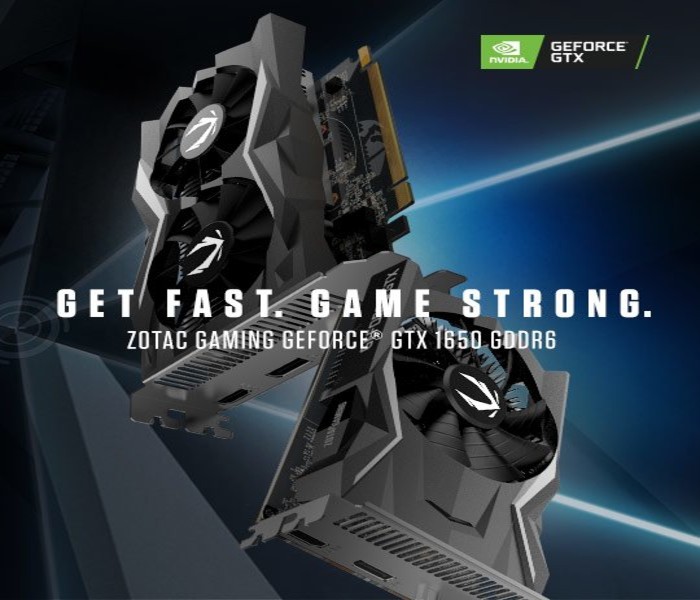 NVIDIA.
GEFORCE
GTX
GET FAST. GAME STRONG.
ZOTAC GAMING GEFORCE® GTX 1650 GDDR6